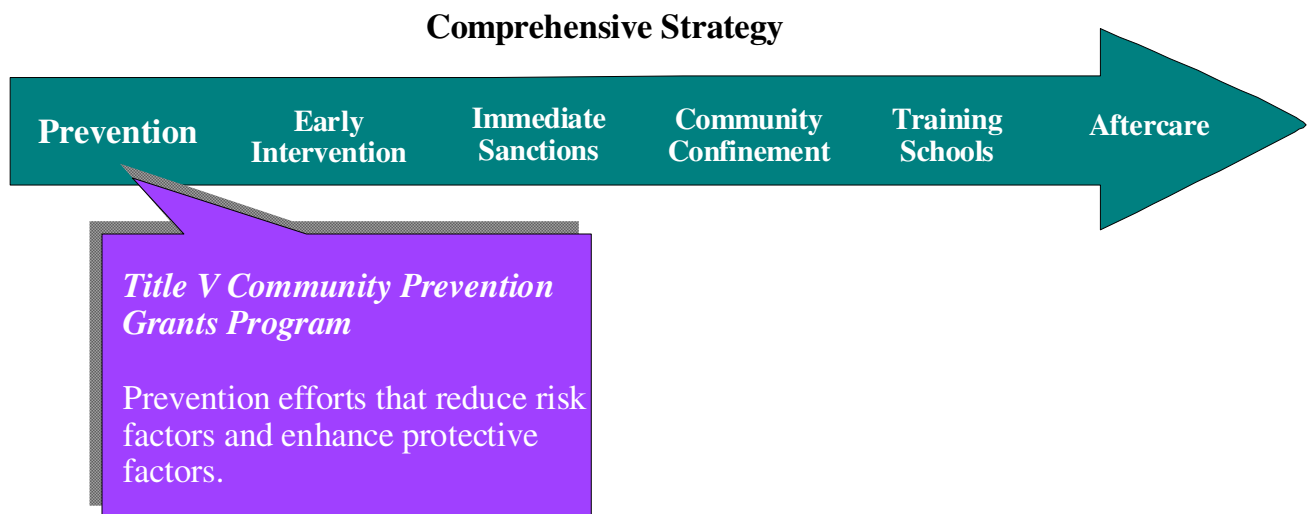 Comprehensive Strategy
Prevention
Early
Intervention
Immediate
Sanctions
Community
Confinement
Training
Schools
Aftercare
Title V Community Prevention
Grants Program
Prevention efforts that reduce risk
factors and enhance protective
factors.